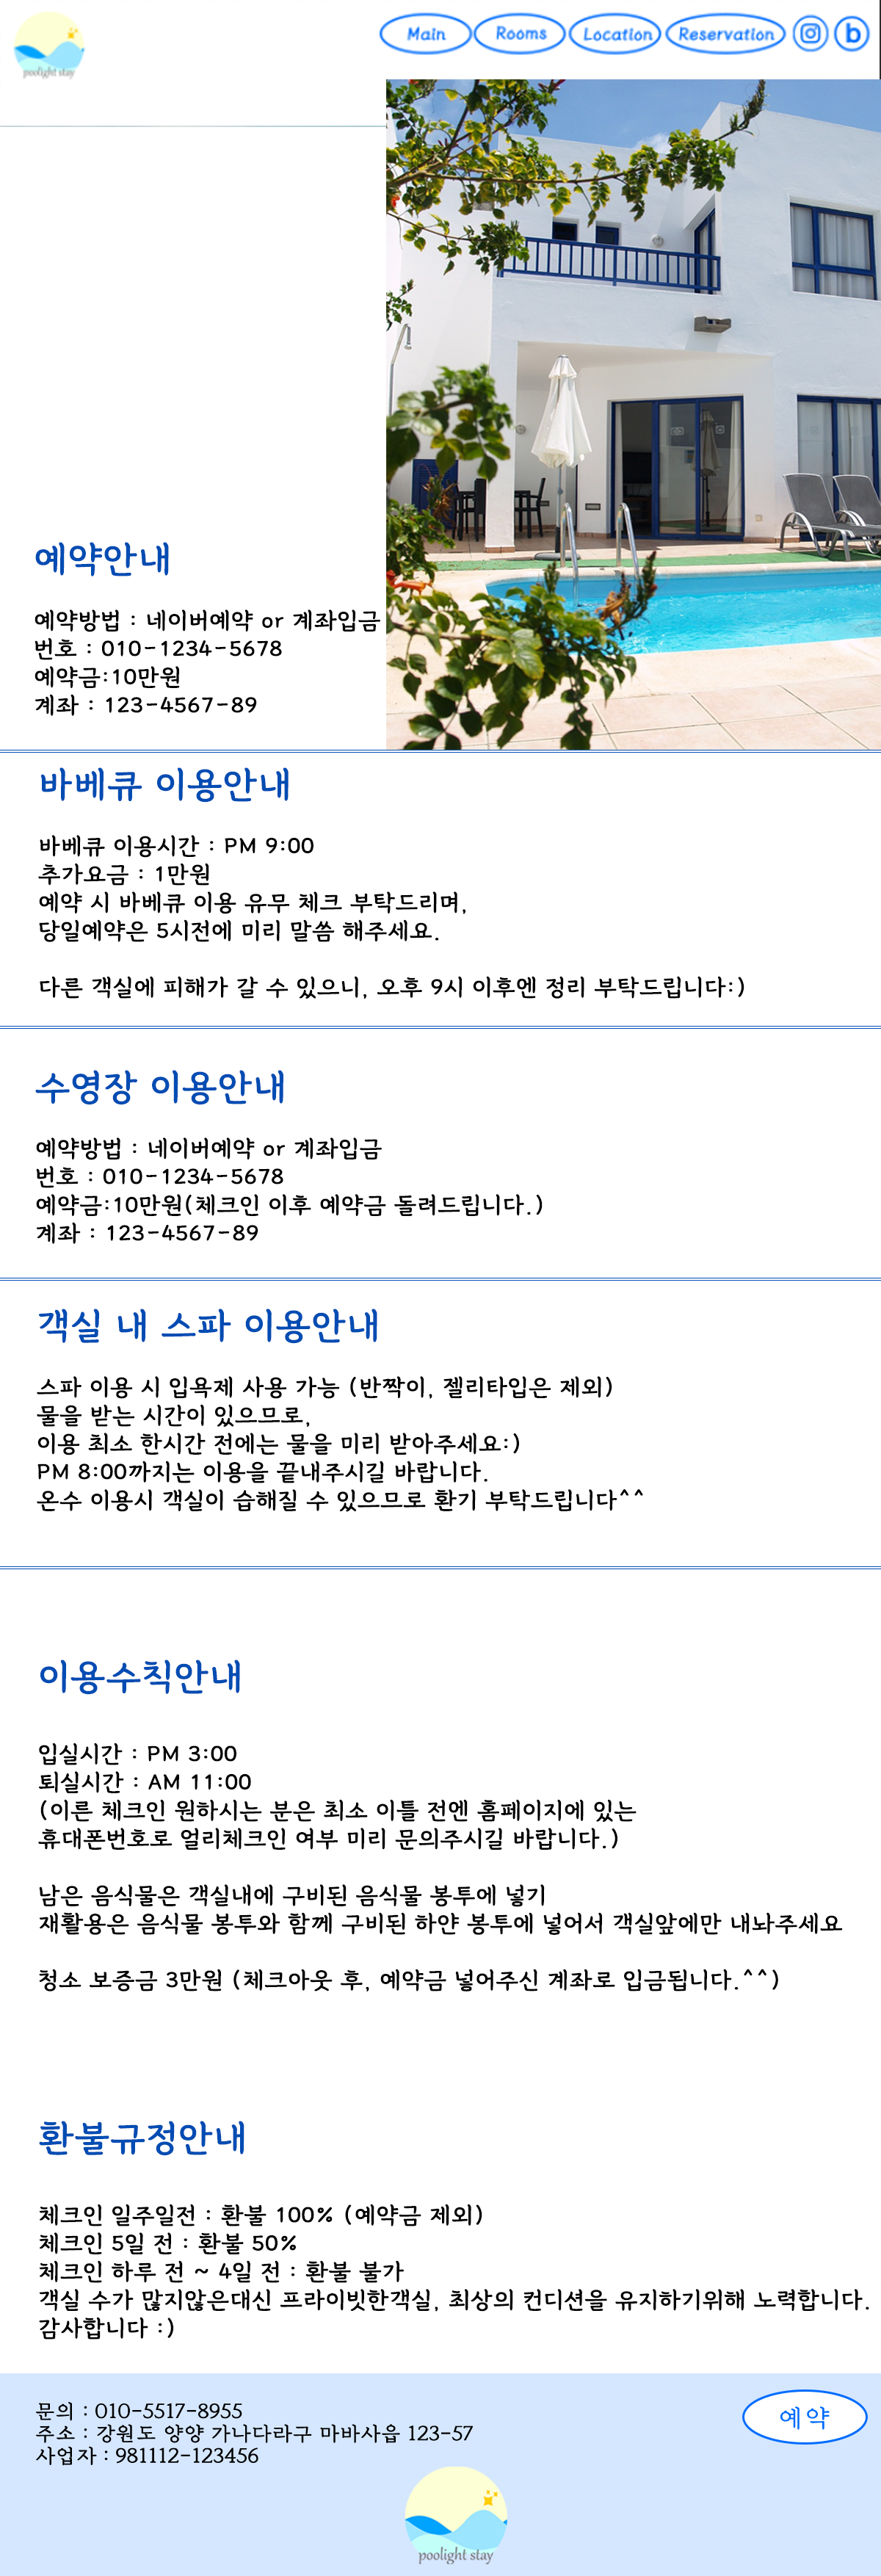 poolight stay
Main
Rooms
Location
Reservation
b
예약안내
예약방법 : 네이버예약 or 계좌입금
번호 : 010-1234-5678
예약금:10만원
계좌 : 123-4567-89
바베큐 이용안내
바베큐 이용시간 : PM 9:00
추가요금 : 1만원
예약 시 바베큐 이용 유무 체크 부탁드리며,
당일예약은 5시전에 미리 말씀 해주세요.
다른 객실에 피해가 갈 수 있으니, 오후 9시 이후엔 정리 부탁드립니다:)
수영장 이용안내
예약방법 : 네이버예약 or 계좌입금
번호 : 010-1234-5678
예약금:10만원(체크인 이후 예약금 돌려드립니다.)
계좌 : 123-4567-89
객실 내 스파 이용안내
스파 이용 시 입욕제 사용 가능 (반짝이, 젤리타입은 제외)
물을 받는 시간이 있으므로,
이용 최소 한시간 전에는 물을 미리 받아주세요:)
PM 8:00까지는 이용을 끝내주시길 바랍니다.
온수 이용시 객실이 습해질 수 있으므로 환기 부탁드립니다^^
이용수칙안내
입실시간 : PM 3:00
퇴실시간 : AM 11:00
(이른 체크인 원하시는 분은 최소 이틀 전엔 홈페이지에 있는
휴대폰번호로 얼리체크인 여부 미리 문의주시길 바랍니다.)
남은 음식물은 객실내에 구비된 음식물 봉투에 넣기
재활용은 음식물 봉투와 함께 구비된 하얀 봉투에 넣어서 객실앞에만 내놔주세요
청소 보증금 3만원 (체크아웃 후, 예약금 넣어주신 계좌로 입금됩니다.^^)
환불규정안내
체크인 일주일전 : 환불 100% (예약금 제외)
체크인 5일 전 : 환불 50%
체크인 하루 전 ~ 4일 전 : 환불 불가
객실 수가 많지않은대신 프라이빗한객실, 최상의 컨디션을 유지하기위해 노력합니다.
감사합니다 :)
문의 : 010-5517-8955
주소 : 강원도 양양 가나다라구 마바사읍 123-57
사업자 : 981112-123456
예약
poolight stay